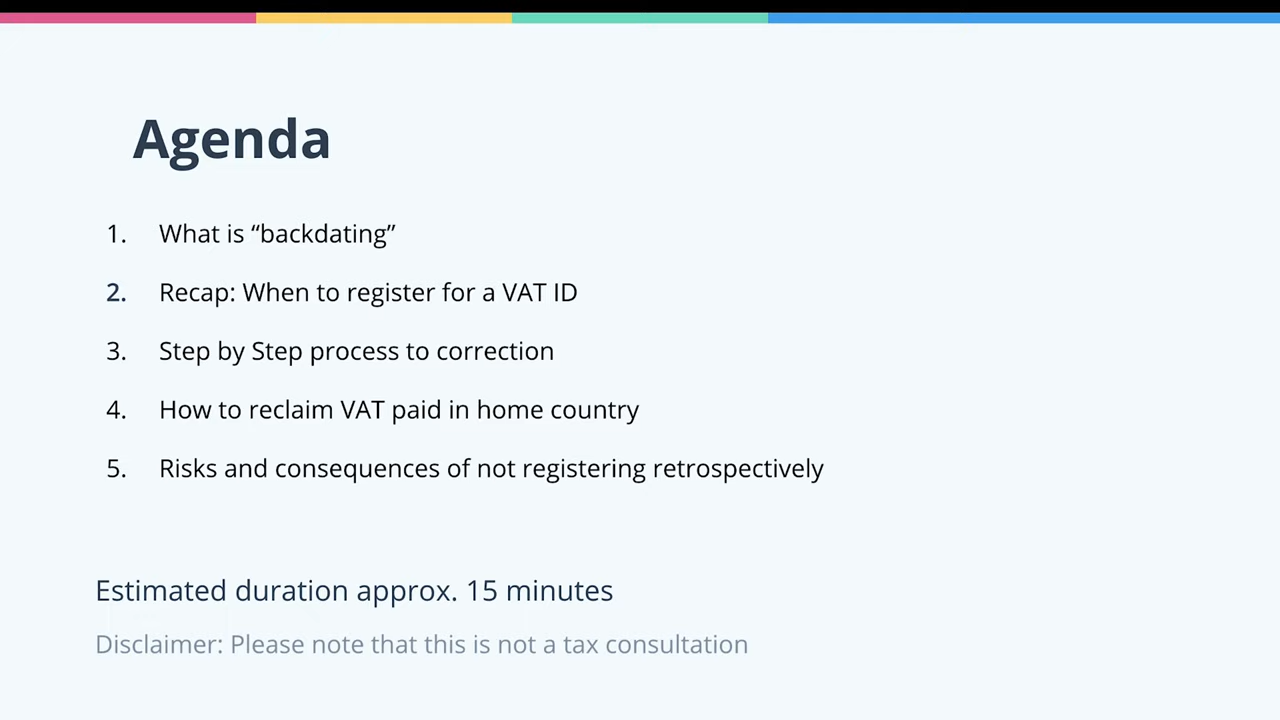 Agenda
1. What is “backdating”
2. Recap: When to register for a VAT ID
3. Step by Step process to correction
4. How to reclaim VAT paid in home country
5. Risks and consequences of not registering retrospectively
Estimated duration approx. 15 minutes
Disclaimer: Please note that this is not a tax consultation